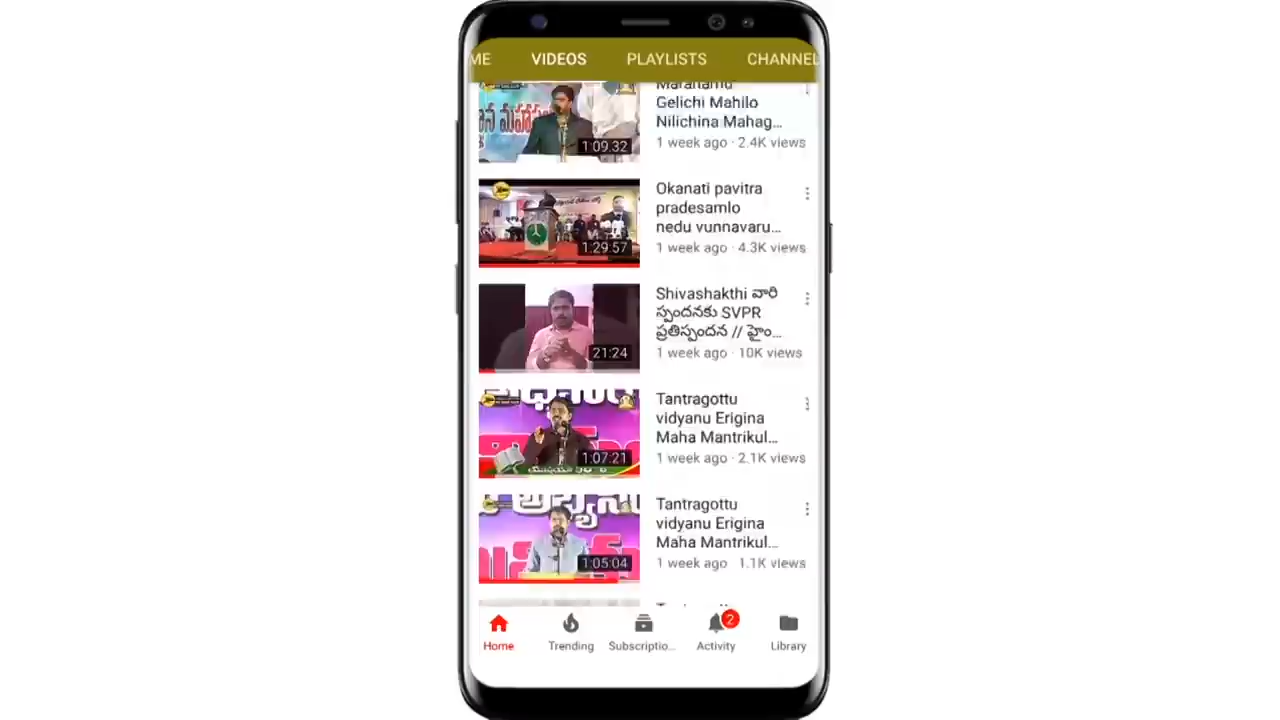 ME VIDEOS PLAYLISTS CHANNEL
Maranamu
Gelichi Mahilo
Nilichina Mahag...
1 week ago · 2.4K views
1:09:32
Okanati pavitra
pradesamlo
nedu vunnavaru...
1 week ago · 4.3K views
1:29:57
Shivashakthi వారి
స్పందనకు SVPR
ప్రతిస్పందన // హైం...
1 week ago · 10K views
21:24
Tantragottu
vidyanu Erigina
Maha Mantrikul...
1 week ago · 2.1K views
1:07:21
Tantragottu
vidyanu Erigina
Maha Mantrikul...
1 week ago · 1.1K views
1:05:04
Home Trending Subscriptio... Activity 2 Library